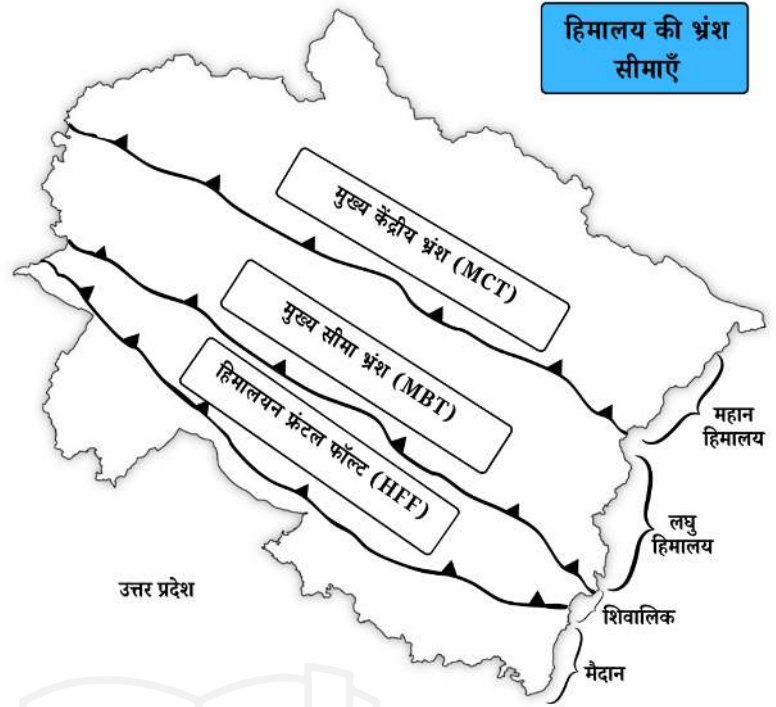 हिमालय की भ्रंश
सीमाएँ
मुख्य केंद्रीय भ्रंश (MCT)
मुख्य सीमा भ्रंश (MBT)
हिमालयन फ्रंटल फॉल्ट (HFF)
महान
हिमालय
लघु
हिमालय
उत्तर प्रदेश
शिवालिक
मैदान